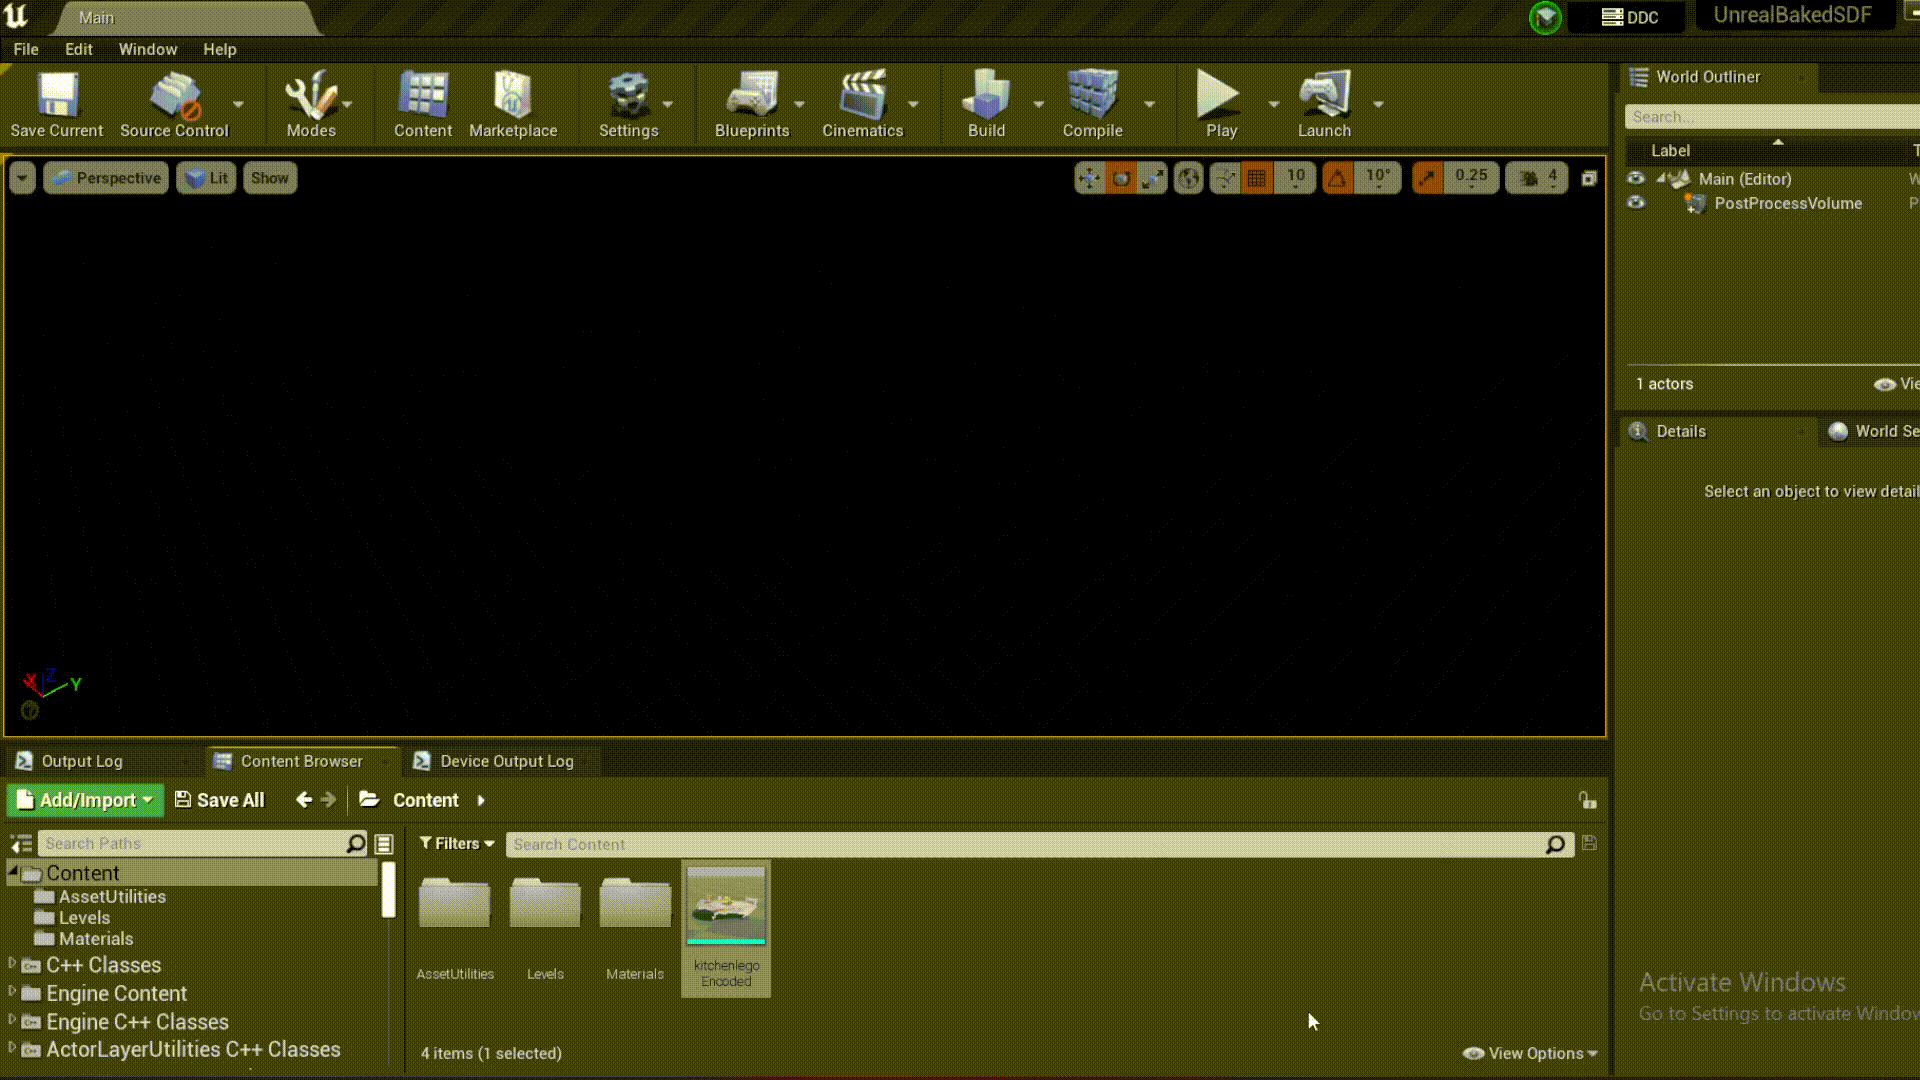 Main
DDC
UnrealBakedSDF
File Edit Window Help
Save Current Source Control Modes Content Marketplace Settings Blueprints Cinematics Build Compile Play Launch
World Outliner
Search...
Label
Perspective Lit Show
10 10° 0.25 4
Main (Editor)
PostProcessVolume
1 actors
Details
World Se
Select an object to view detail
X Z Y
Output Log Content Browser Device Output Log
Add/Import Save All Content
Search Paths
Filters
Search Content
Content
AssetUtilities
Levels
Materials
C++ Classes
Engine Content
Engine C++ Classes
ActorLayerUtilities C++ Classes
AssetUtilities Levels Materials
kitchenlego
Encoded
4 items (1 selected)
View Options
Activate Windows
Go to Settings to activate Window